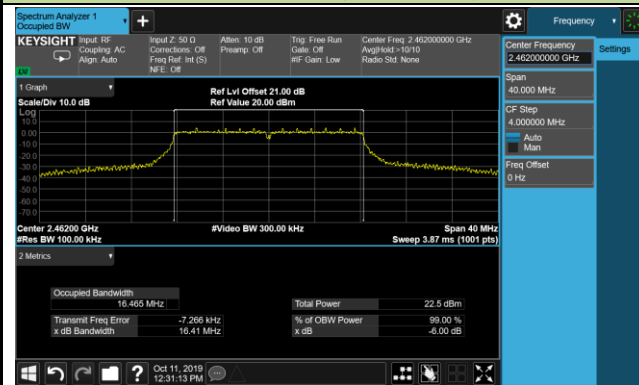 Spectrum Analyzer 1
Occupied BW
+
Frequency
KEYSIGHT
Input: RF
Coupling: AC
Align: Auto
Input Z: 50 Ω
Corrections: Off
Freq Ref: Int (S)
NFE: Off
Atten: 10 dB
Preamp: Off
Trig: Free Run
Gate: Off
#IF Gain: Low
Center Freq: 2.462000000 GHz
Avg|Hold:>10/10
Radio Std: None
Center Frequency
2.462000000 GHz
Settings
Span
40.000 MHz
CF Step
4.000000 MHz
Auto
Man
Freq Offset
0 Hz
1 Graph
Scale/Div 10.0 dB
Ref Lvl Offset 21.00 dB
Ref Value 20.00 dBm
Log
10.0
0.00
-10.0
-20.0
-30.0
-40.0
-50.0
-60.0
-70.0
Center 2.46200 GHz
#Res BW 100.00 kHz
#Video BW 300.00 kHz
Span 40 MHz
Sweep 3.87 ms (1001 pts)
2 Metrics
Occupied Bandwidth
16.465 MHz
Total Power 22.5 dBm
Transmit Freq Error -7.266 kHz
% of OBW Power 99.00 %
x dB Bandwidth 16.41 MHz
x dB -6.00 dB
?
Oct 11, 2019
12:31:13 PM